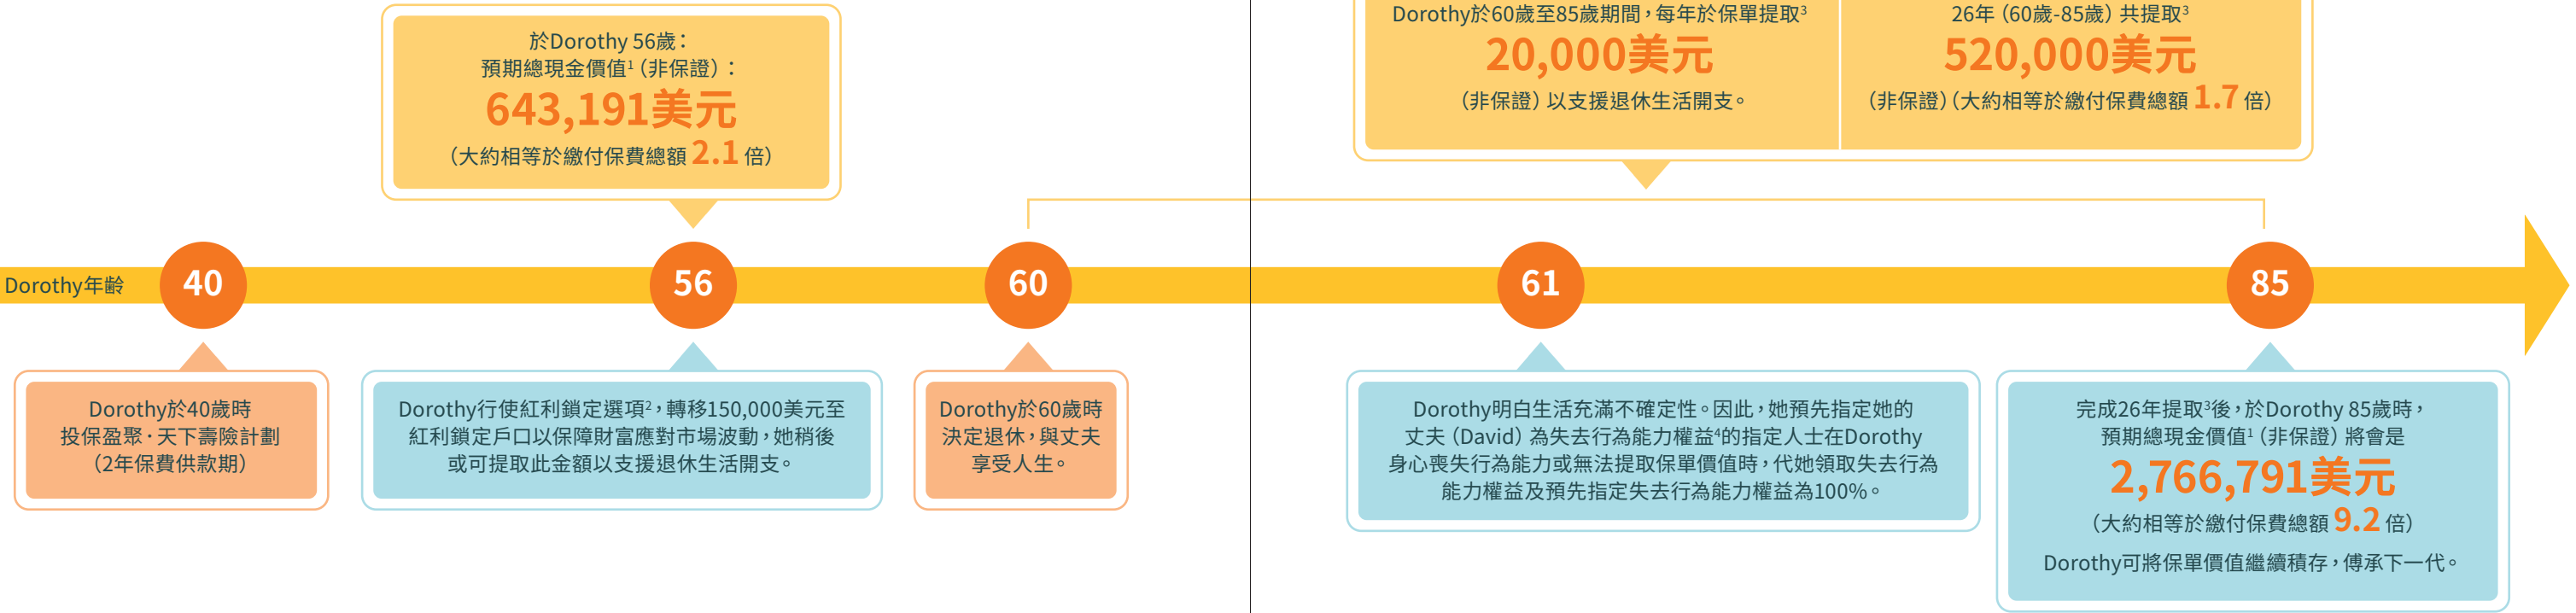 於Dorothy 56歲：
預期總現金價值1（非保證）：
643,191美元
（大約相等於繳付保費總額 2.1 倍）
Dorothy於60歲至85歲期間，每年於保單提取3
20,000美元
（非保證）以支援退休生活開支。
26年（60歲-85歲）共提取3
520,000美元
（非保證）（大約相等於繳付保費總額 1.7 倍）
Dorothy年齡
40
56
60
61
85
Dorothy於40歲時
投保盈聚·天下壽險計劃
（2年保費供款期）
Dorothy行使紅利鎖定選項2，轉移150,000美元至
紅利鎖定戶口以保障財富應對市場波動，她稍後
或可提取此金額以支援退休生活開支。
Dorothy於60歲時
決定退休，與丈夫
享受人生。
Dorothy明白生活充滿不確定性。因此，她預先指定她的
丈夫（David）為失去行為能力權益4的指定人士在Dorothy
身心喪失行為能力或無法提取保單價值時，代她領取失去行為
能力權益及預先指定失去行為能力權益為100%。
完成26年提取3後，於Dorothy 85歲時，
預期總現金價值1（非保證）將會是
2,766,791美元
（大約相等於繳付保費總額 9.2 倍）
Dorothy可將保單價值繼續積存，傳承下一代。